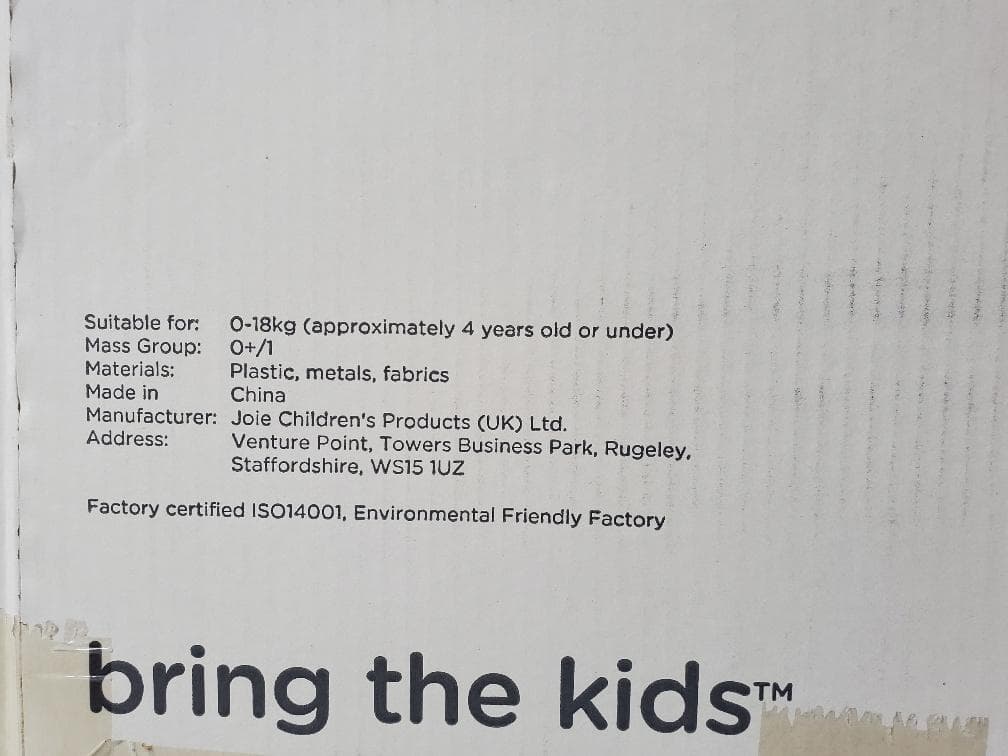 Suitable for: 0-18kg (approximately 4 years old or under)
Mass Group: 0+/1
Materials: Plastic, metals, fabrics
Made in China
Manufacturer: Joie Children's Products (UK) Ltd.
Address: Venture Point, Towers Business Park, Rugeley,
Staffordshire, WS15 1UZ
Factory certified ISO14001, Environmental Friendly Factory
bring the kids™